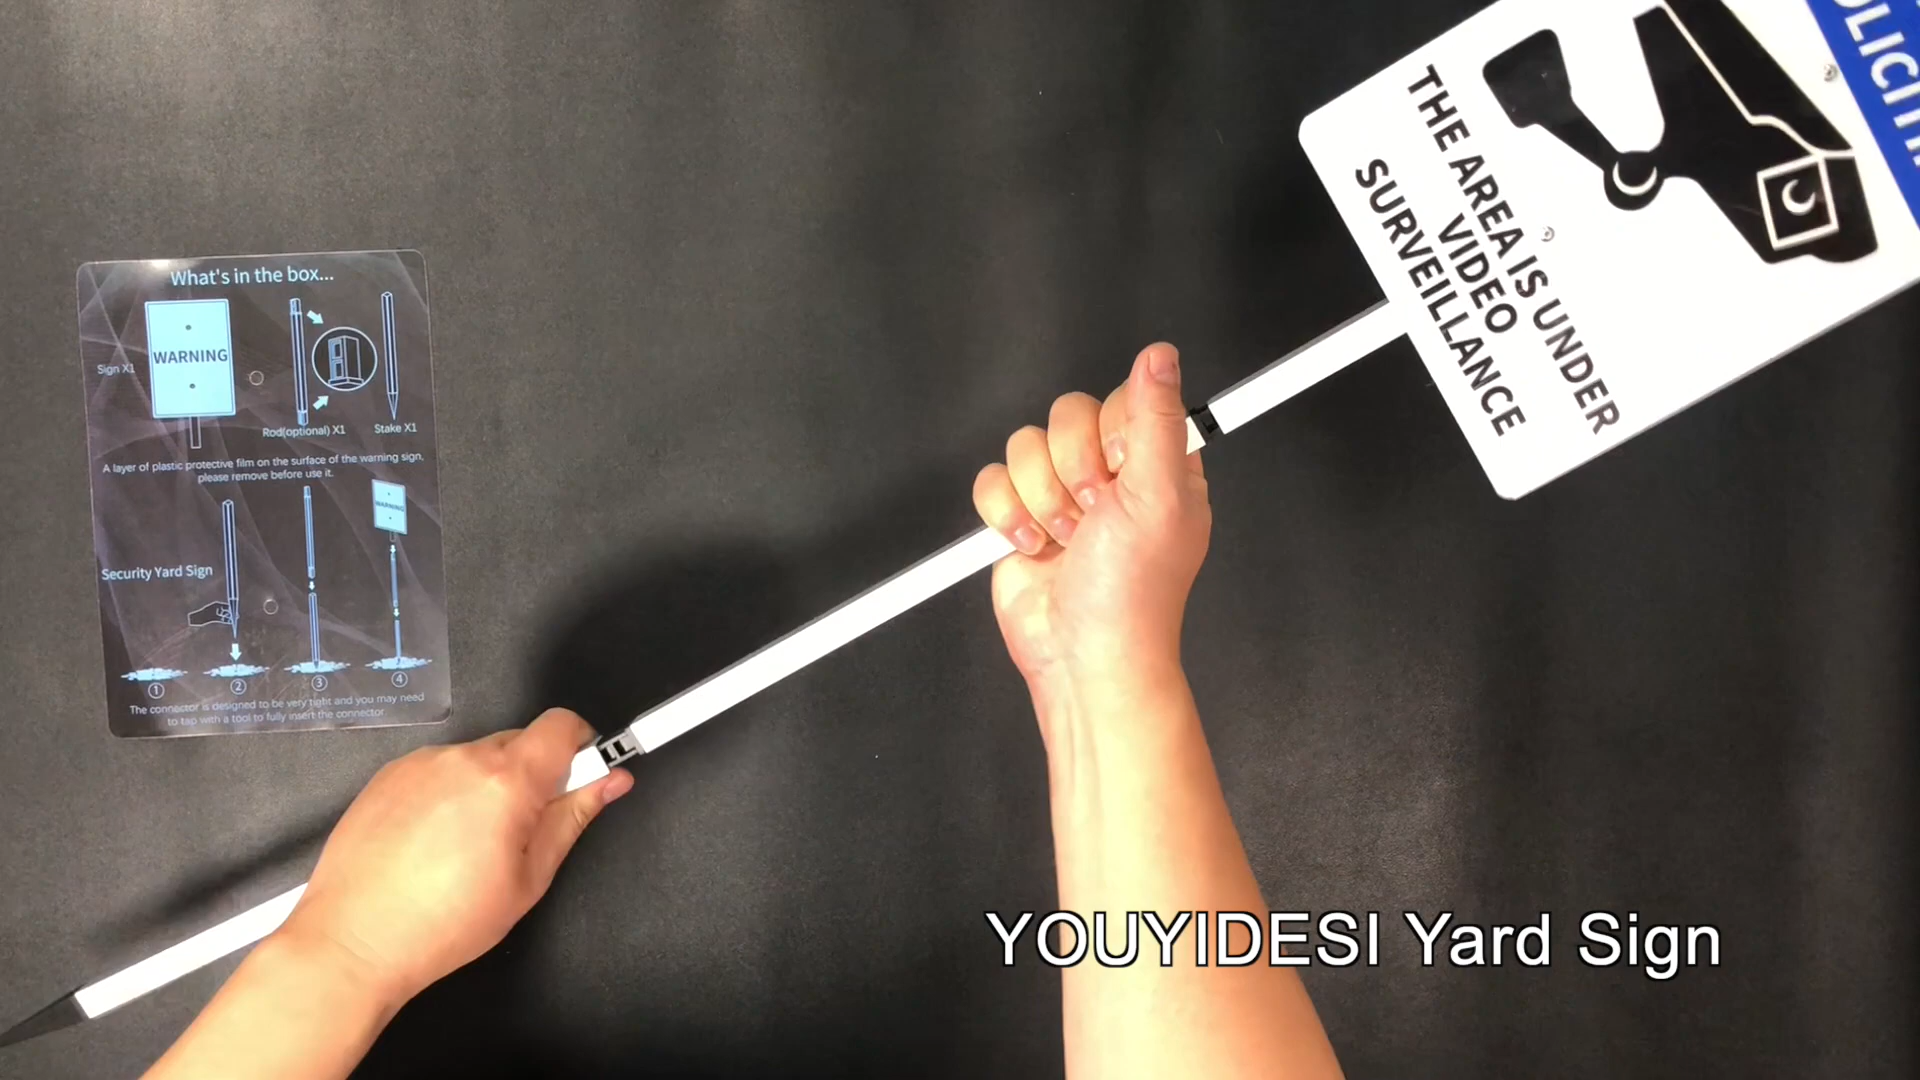 What's in the box...
WARNING
Sign X1
Rod(optional) X1
Stake X1
A layer of plastic protective film on the surface of the warning sign,
please remove before use it.
WARNING
Security Yard Sign
1
2
3
4
The connector is designed to be very tight and you may need
to tap with a tool to fully insert the connector.
THE AREA IS UNDER
VIDEO
SURVEILLANCE
YOUYIDESI Yard Sign